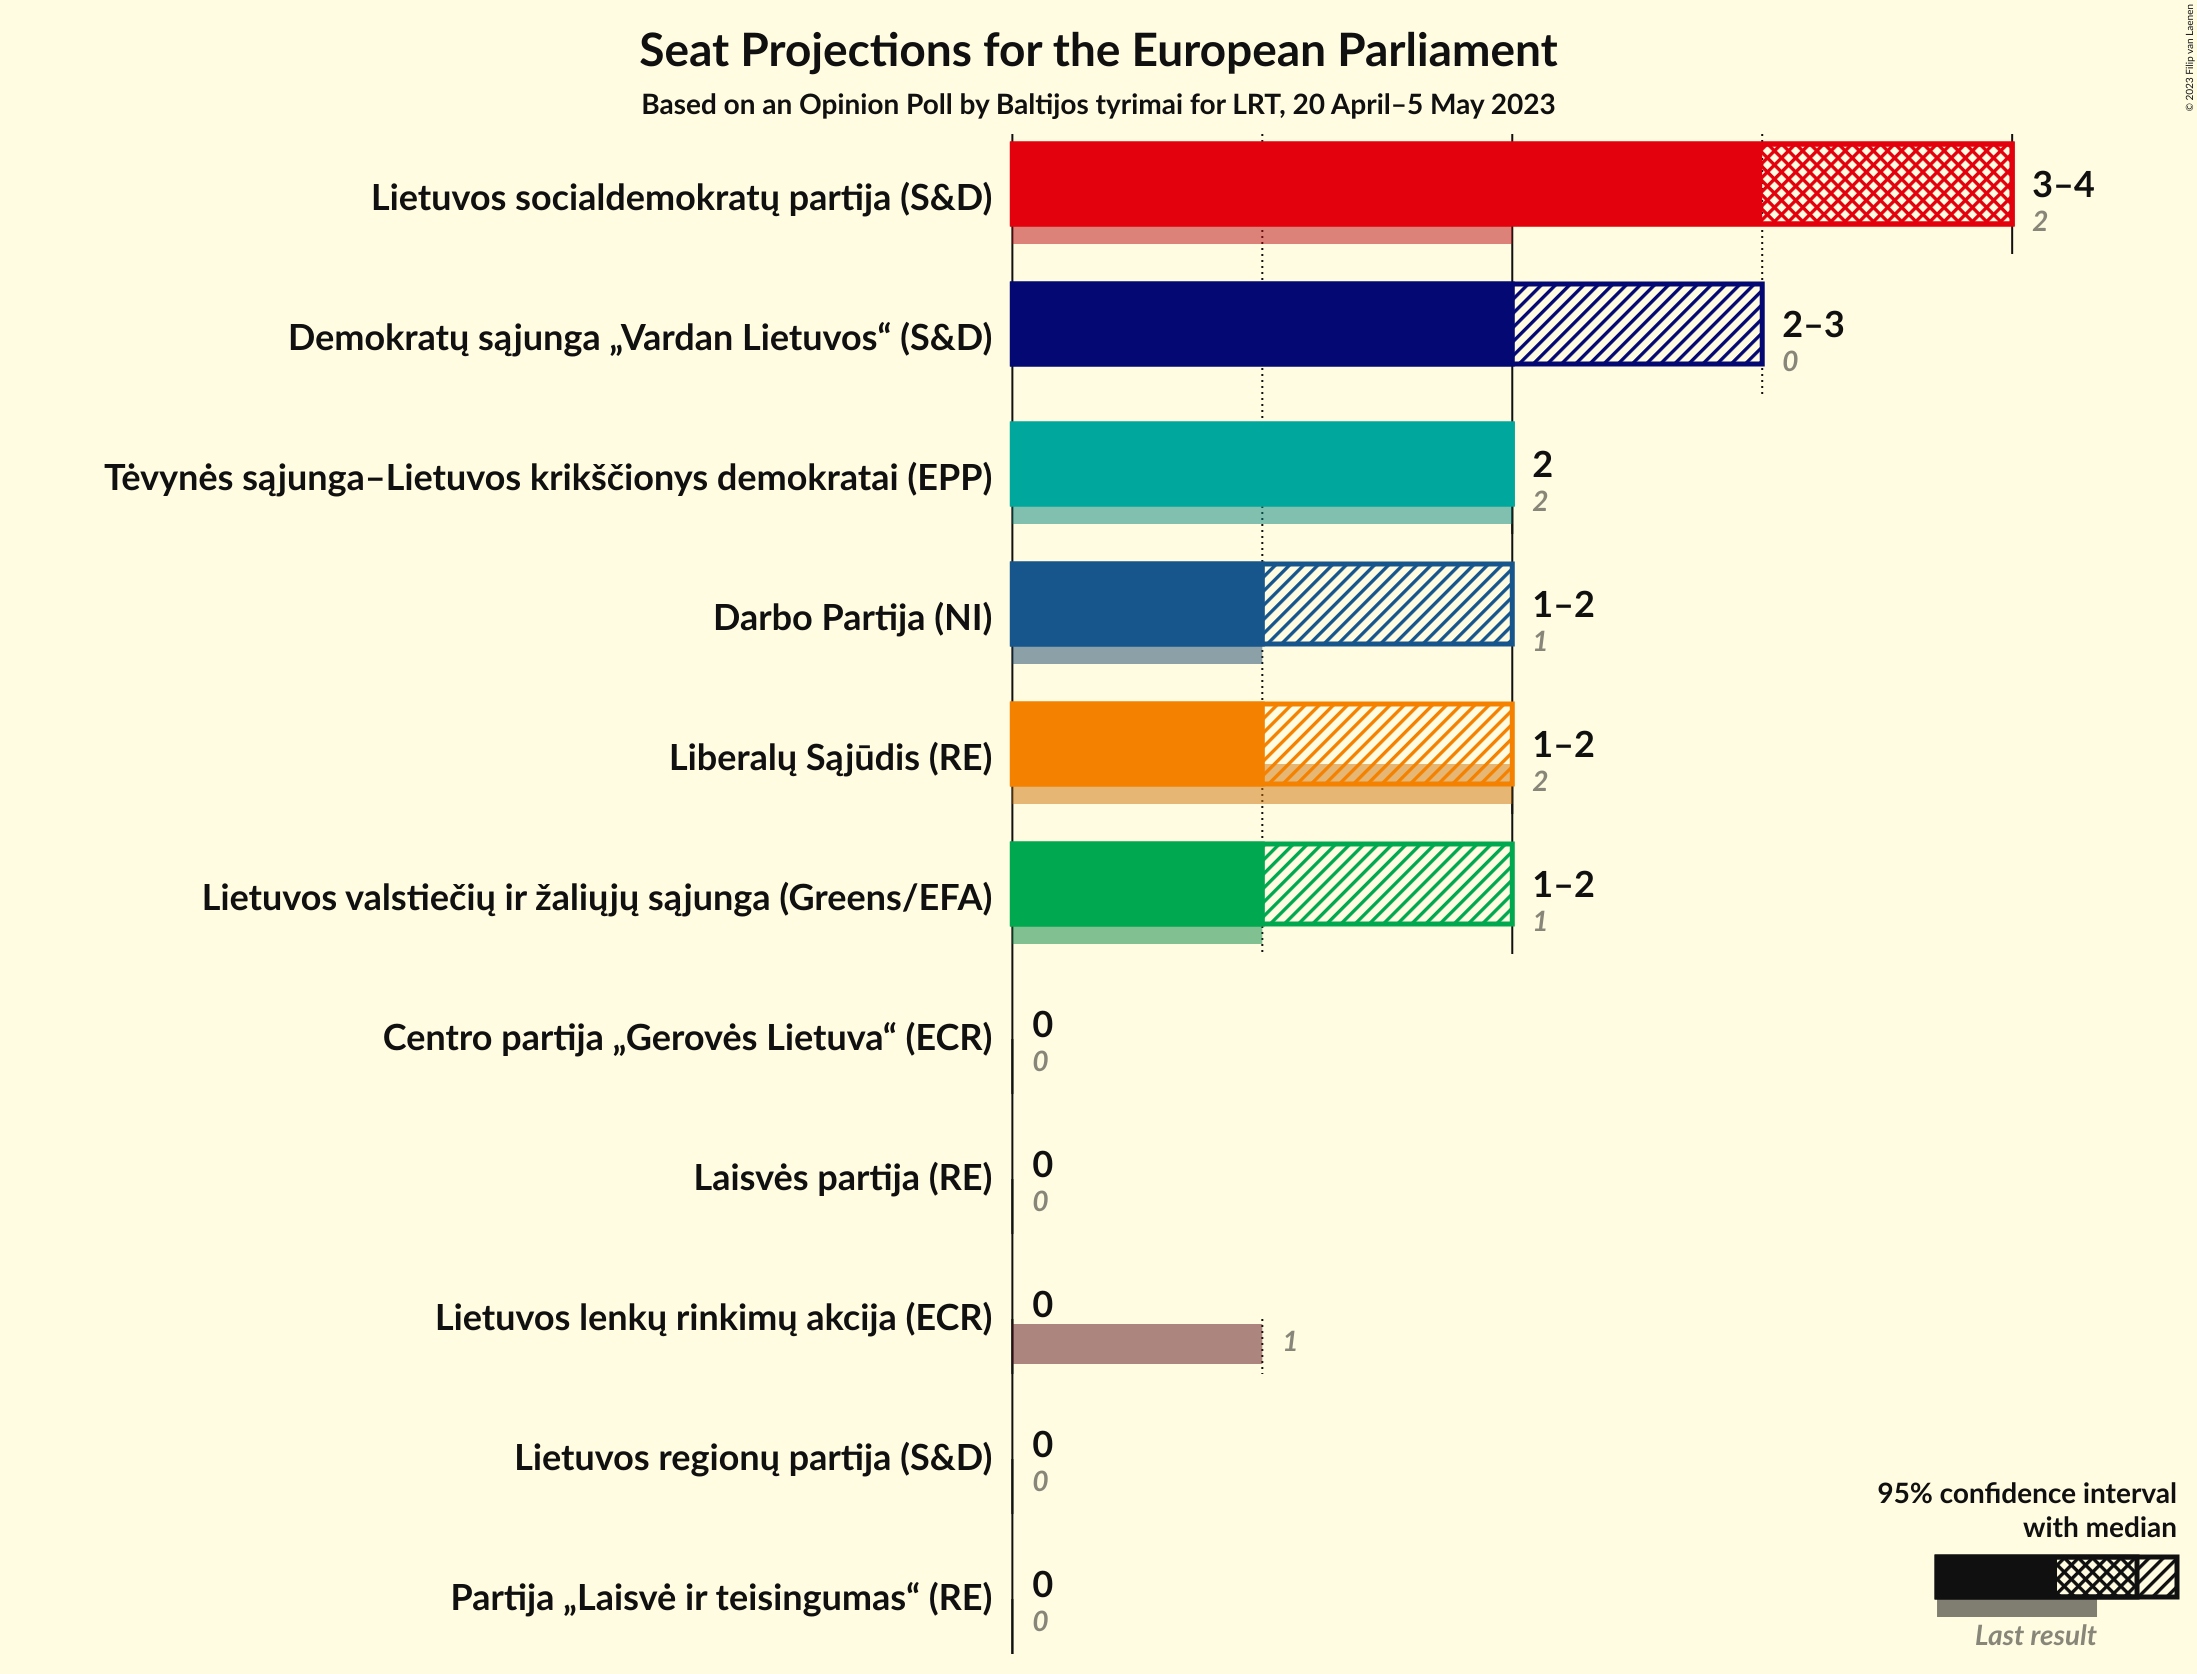 Seat Projections for the European Parliament
Based on an Opinion Poll by Baltijos tyrimai for LRT, 20 April–5 May 2023
© 2023 Filip van Laenen
Lietuvos socialdemokratų partija (S&D)
3–4
2
Demokratų sąjunga „Vardan Lietuvos“ (S&D)
2–3
0
Tėvynės sąjunga–Lietuvos krikščionys demokratai (EPP)
2
2
Darbo Partija (NI)
1–2
1
Liberalų Sąjūdis (RE)
1–2
2
Lietuvos valstiečių ir žaliųjų sąjunga (Greens/EFA)
1–2
1
Centro partija „Gerovės Lietuva“ (ECR)
0
0
Laisvės partija (RE)
0
0
Lietuvos lenkų rinkimų akcija (ECR)
0
1
Lietuvos regionų partija (S&D)
0
0
Partija „Laisvė ir teisingumas“ (RE)
0
0
95% confidence interval
with median
Last result